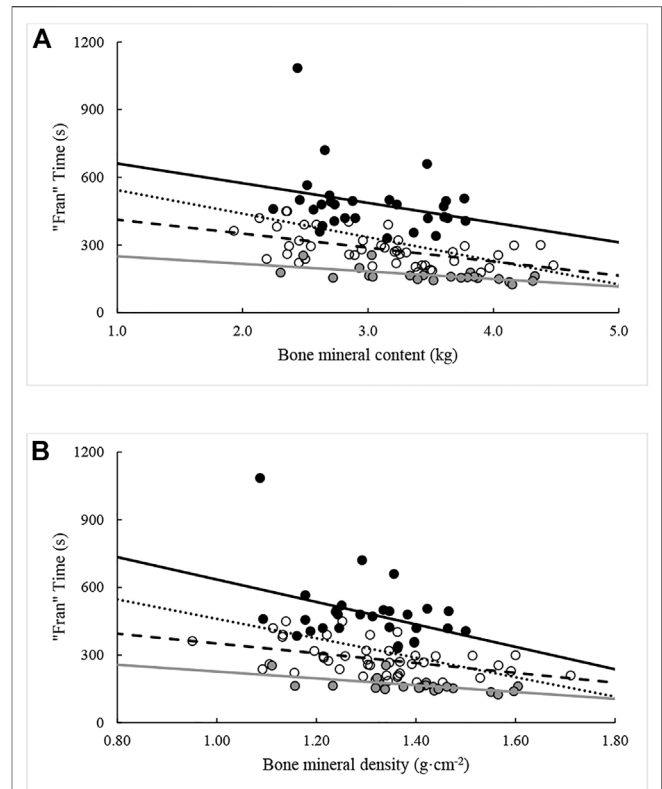 A
1200
900
600
300
0
"Fran" Time (s)
1.0 2.0 3.0 4.0 5.0
Bone mineral content (kg)
B
1200
900
600
300
0
"Fran" Time (s)
0.80 1.00 1.20 1.40 1.60 1.80
Bone mineral density (g·cm-2)